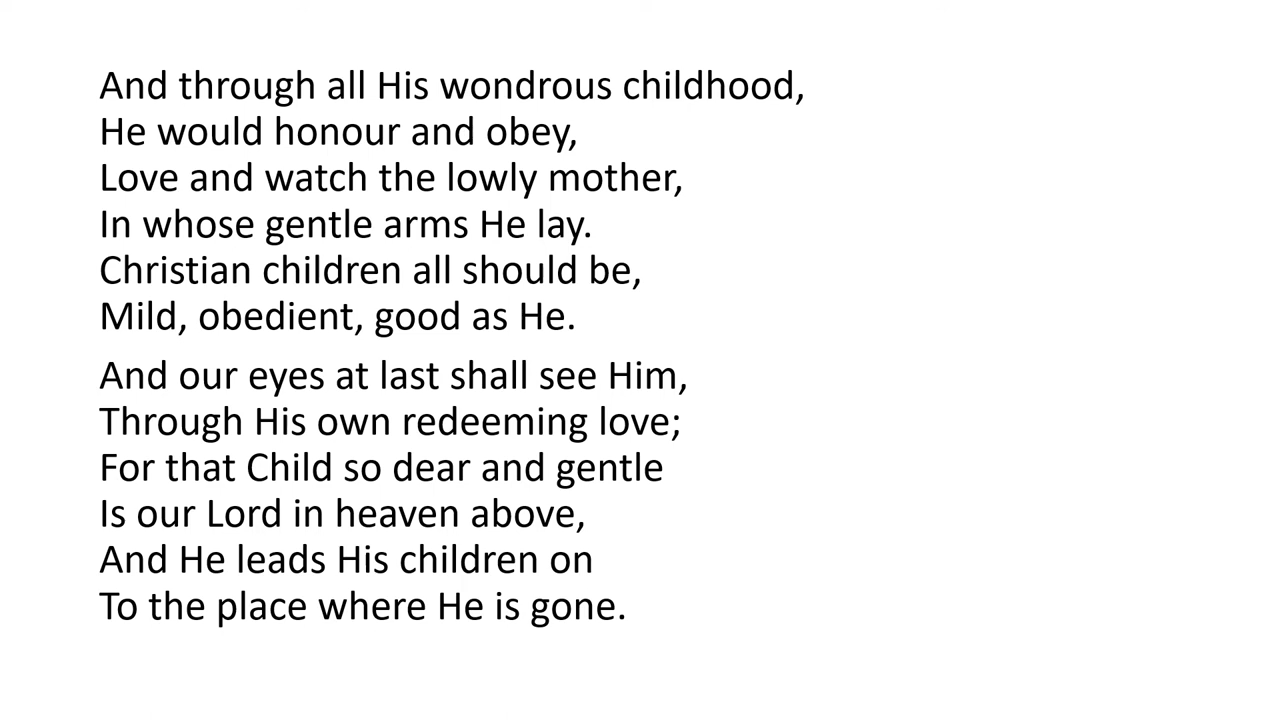 And through all His wondrous childhood,
He would honour and obey,
Love and watch the lowly mother,
In whose gentle arms He lay.
Christian children all should be,
Mild, obedient, good as He.
And our eyes at last shall see Him,
Through His own redeeming love;
For that Child so dear and gentle
Is our Lord in heaven above,
And He leads His children on
To the place where He is gone.